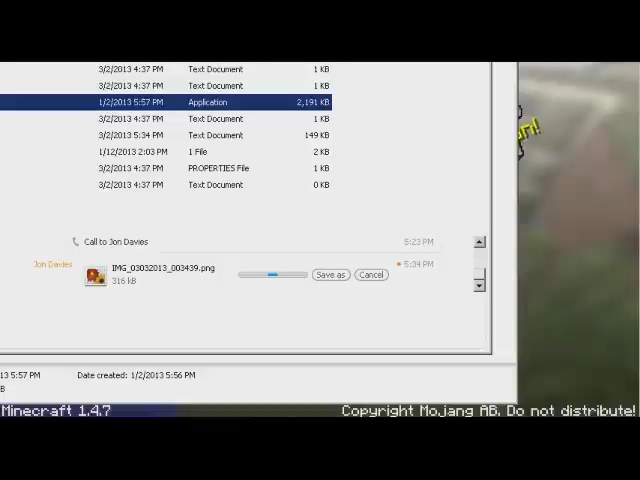 3/2/2013 4:37 PM Text Document 1 KB
3/2/2013 4:37 PM Text Document 1 KB
1/2/2013 5:57 PM Application 2,191 KB
3/2/2013 4:37 PM Text Document 1 KB
3/2/2013 5:34 PM Text Document 149 KB
1/12/2013 2:03 PM 1 File 2 KB
3/2/2013 4:37 PM PROPERTIES File 1 KB
3/2/2013 4:37 PM Text Document 0 KB
Call to Jon Davies 5:23 PM
Jon Davies IMG_03032013_003439.png Save as Cancel 5:34 PM
316 kB
13 5:57 PM Date created: 1/2/2013 5:56 PM
B
Minecraft 1.4.7 Copyright Mojang AB. Do not distribute!